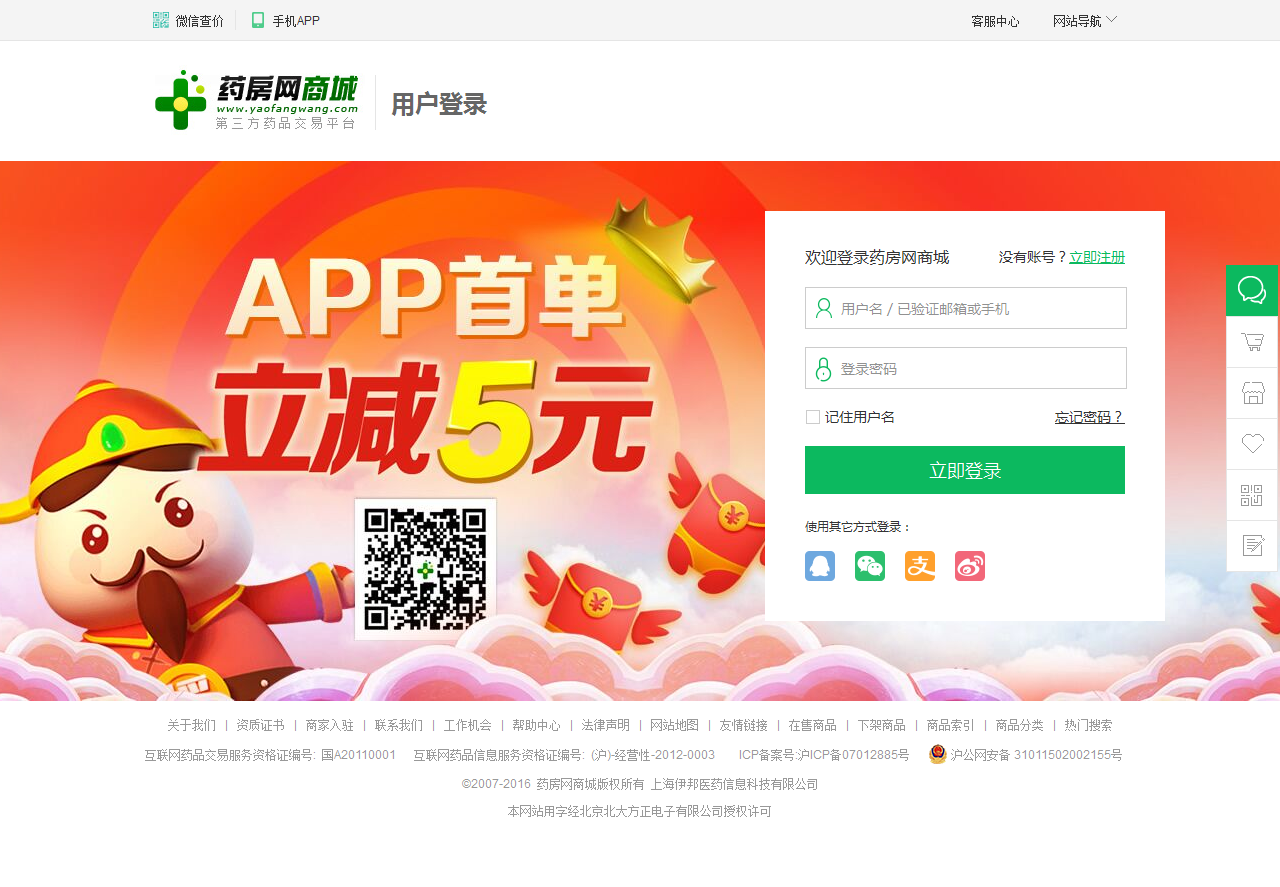 微信查价 手机APP 客服中心 网站导航
药房网商城
www.yaofangwang.com
第三方药品交易平台
用户登录
APP首单
立减5元
欢迎登录药房网商城 没有账号？立即注册
用户名 / 已验证邮箱或手机
登录密码
记住用户名 忘记密码？
立即登录
使用其它方式登录：
关于我们 | 资质证书 | 商家入驻 | 联系我们 | 工作机会 | 帮助中心 | 法律声明 | 网站地图 | 友情链接 | 在售商品 | 下架商品 | 商品索引 | 商品分类 | 热门搜索
互联网药品交易服务资格证编号: 国A20110001 互联网药品信息服务资格证编号: (沪)-经营性-2012-0003 ICP备案号:沪ICP备07012885号 沪公网安备 31011502002155号
©2007-2016 药房网商城版权所有 上海伊邦医药信息科技有限公司
本网站用字经北京北大方正电子有限公司授权许可